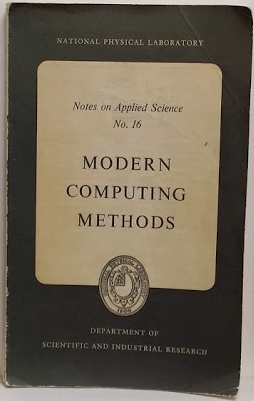 NATIONAL PHYSICAL LABORATORY
Notes on Applied Science
No. 16
MODERN
COMPUTING
METHODS
DEPARTMENT OF
SCIENTIFIC AND INDUSTRIAL RESEARCH